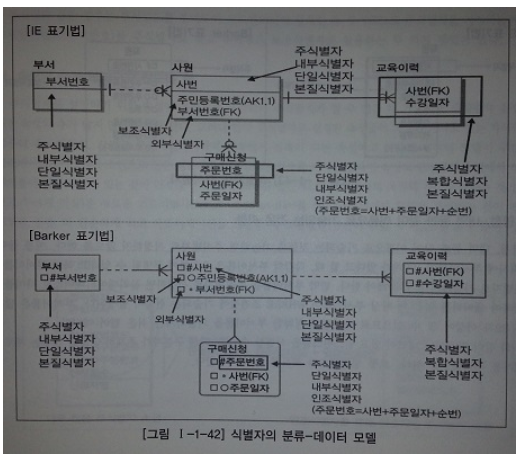 [IE 표기법]
부서
부서번호
주식별자
내부식별자
단일식별자
본질식별자
사원
사번
주민등록번호(AK1,1)
부서번호(FK)
보조식별자
외부식별자
주식별자
내부식별자
단일식별자
본질식별자
교육이력
사번(FK)
수강일자
주식별자
복합식별자
본질식별자
구매신청
주문번호
사번(FK)
주문일자
주식별자
단일식별자
내부식별자
인조식별자
(주문번호=사번+주문일자+순번)
[Barker 표기법]
부서
#부서번호
주식별자
내부식별자
단일식별자
본질식별자
사원
#사번
○주민등록번호(AK1,1)
* 부서번호(FK)
보조식별자
외부식별자
주식별자
내부식별자
단일식별자
본질식별자
교육이력
#사번(FK)
#수강일자
주식별자
복합식별자
본질식별자
구매신청
#주문번호
* 사번(FK)
○주문일자
주식별자
단일식별자
내부식별자
인조식별자
(주문번호=사번+주문일자+순번)
[그림 Ⅰ-1-42] 식별자의 분류-데이터 모델